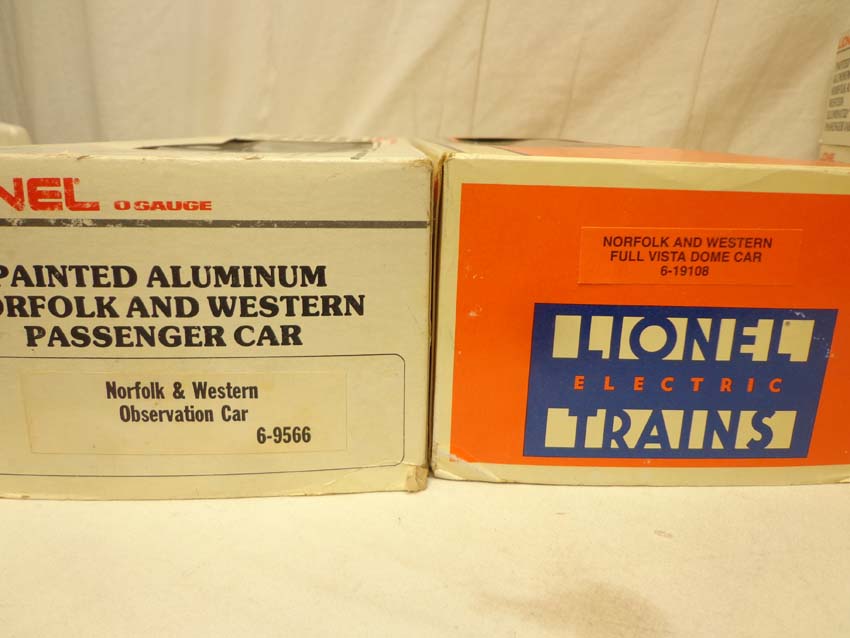 NEL O GAUGE
PAINTED ALUMINUM
ORFOLK AND WESTERN
PASSENGER CAR
Norfolk & Western
Observation Car
6-9566
NORFOLK AND WESTERN
FULL VISTA DOME CAR
6-19108
LIONEL
ELECTRIC
TRAINS